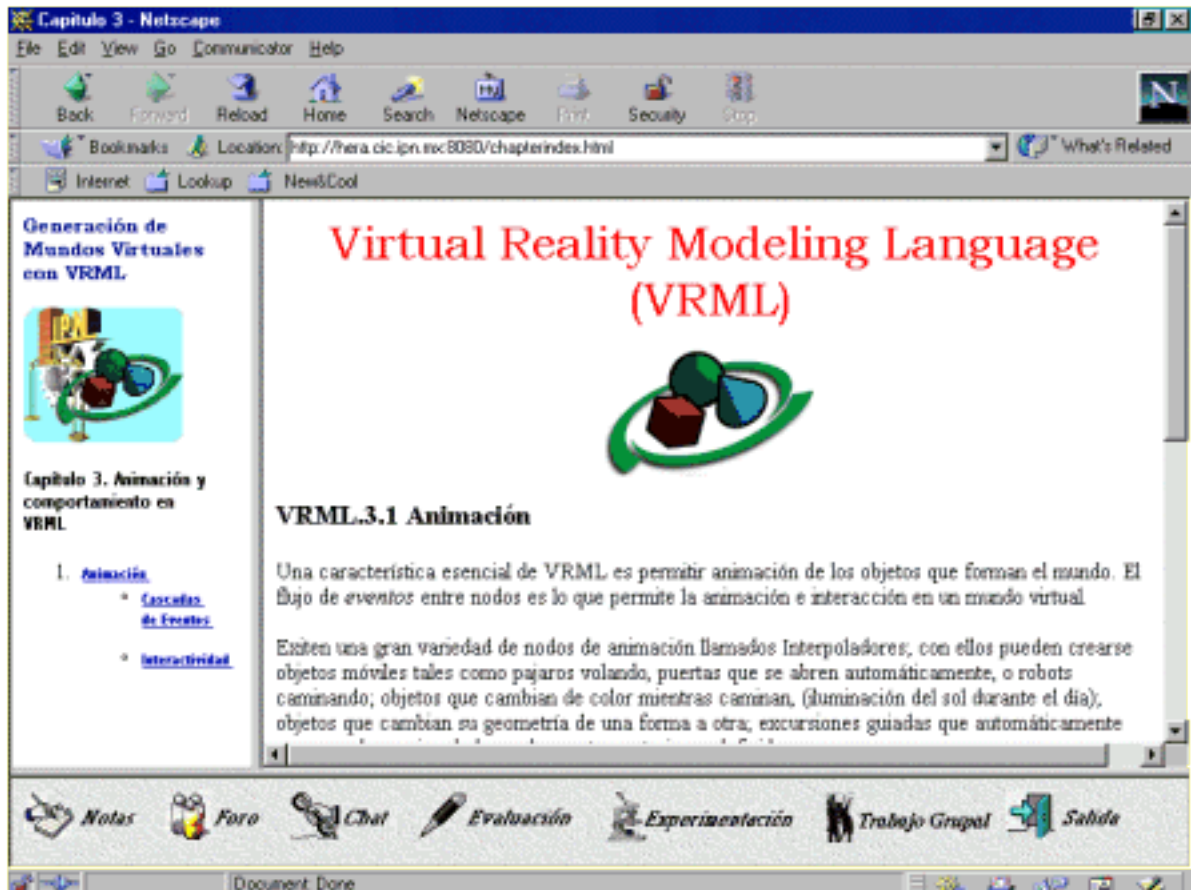 Capitulo 3 - Netscape
File Edit View Go Communicator Help
Back Forward Reload Home Search Netscape Print Security Stop
N
Bookmarks Location: http://hera.cic.ipn.mx:8080/chapterindex.html What's Related
Internet Lookup New&Cool
Generación de
Mundos Virtuales
con VRML
IPN
Capítulo 3. Animación y
comportamiento en
VRML
1. Animación
Cascadas
de Eventos
Interactividad
Virtual Reality Modeling Language
(VRML)
VRML.3.1 Animación
Una característica esencial de VRML es permitir animación de los objetos que forman el mundo. El
flujo de eventos entre nodos es lo que permite la animación e interacción en un mundo virtual
Exiten una gran variedad de nodos de animación llamados Interpoladores; con ellos pueden crearse
objetos móviles tales como pajaros volando, puertas que se abren automáticamente, o robots
caminando; objetos que cambian de color mientras caminan, (iluminación del sol durante el día);
objetos que cambian su geometría de una forma a otra; excursiones guiadas que automáticamente
Notas Foro Chat Evaluación Experimentación Trabajo Grupal Salida
Document: Done